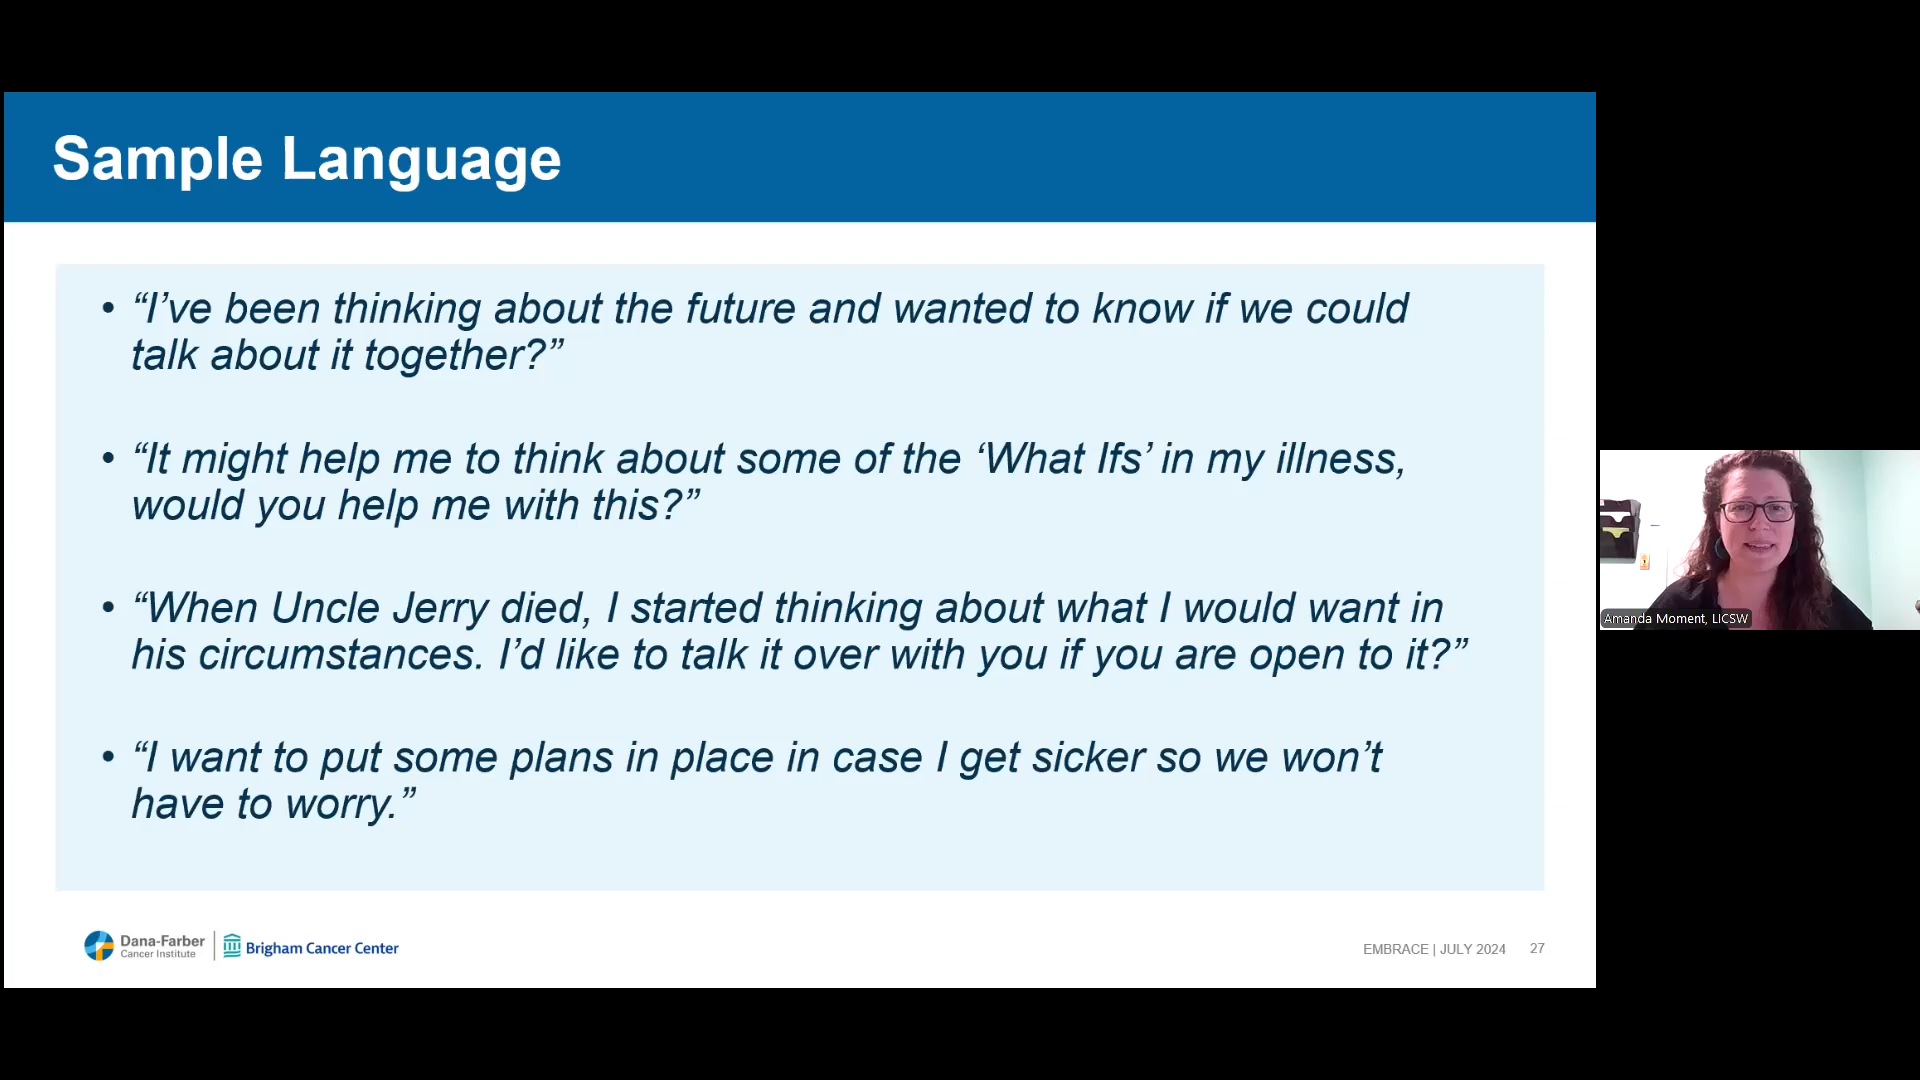 Sample Language
• “I’ve been thinking about the future and wanted to know if we could
talk about it together?”
• “It might help me to think about some of the ‘What Ifs’ in my illness,
would you help me with this?”
• “When Uncle Jerry died, I started thinking about what I would want in
his circumstances. I’d like to talk it over with you if you are open to it?”
• “I want to put some plans in place in case I get sicker so we won’t
have to worry.”
Amanda Moment, LICSW
Dana-Farber
Cancer Institute
Brigham Cancer Center
EMBRACE | JULY 2024 27